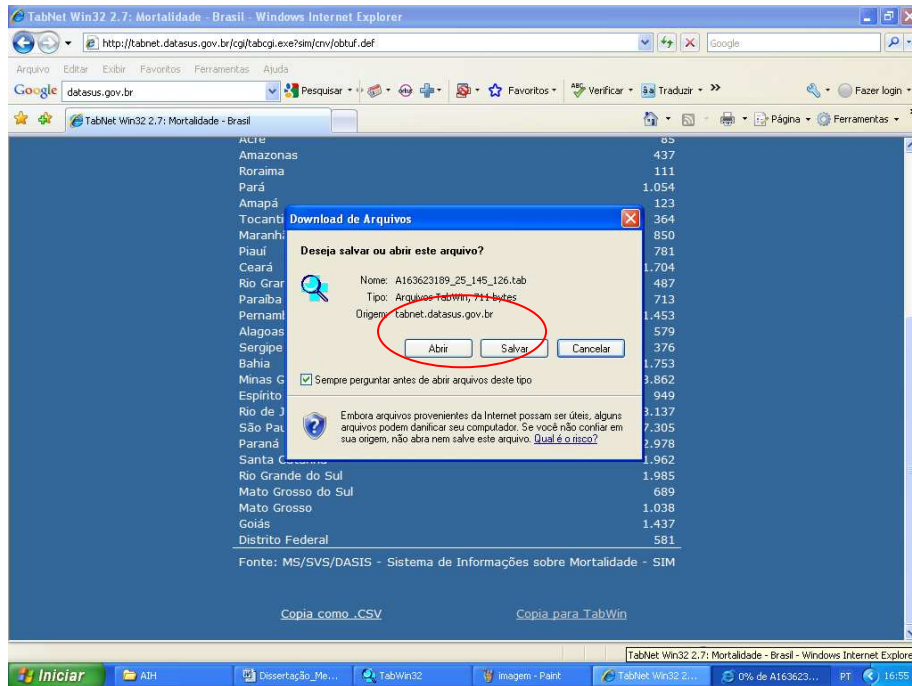 TabNet Win32 2.7: Mortalidade - Brasil - Windows Internet Explorer
http://tabnet.datasus.gov.br/cgi/tabcgi.exe?sim/cnv/obtuf.def
Google
Arquivo Editar Exibir Favoritos Ferramentas Ajuda
Google datasus.gov.br Pesquisar Favoritos Verificar Traduzir Fazer login
TabNet Win32 2.7: Mortalidade - Brasil Página Ferramentas
Acre 85
Amazonas 437
Roraima 111
Pará 1.054
Amapá 123
Tocanti 364
Maranh 850
Piauí 781
Ceará 1.704
Rio Gran 487
Paraíba 713
Pernam 1.453
Alagoas 579
Sergipe 376
Bahia 1.753
Minas G 3.862
Espírito 949
Rio de J 3.137
São Pau 7.305
Paraná 2.978
Santa Catarina 1.962
Rio Grande do Sul 1.985
Mato Grosso do Sul 689
Mato Grosso 1.038
Goiás 1.437
Distrito Federal 581
Fonte: MS/SVS/DASIS - Sistema de Informações sobre Mortalidade - SIM
Copia como .CSV Copia para TabWin
Download de Arquivos
Deseja salvar ou abrir este arquivo?
Nome: A163623189_25_145_126.tab
Tipo: Arquivos TabWin, 711 bytes
Origem: tabnet.datasus.gov.br
Abrir Salvar Cancelar
Sempre perguntar antes de abrir arquivos deste tipo
Embora arquivos provenientes da Internet possam ser úteis, alguns
arquivos podem danificar seu computador. Se você não confiar em
sua origem, não abra nem salve este arquivo. Qual é o risco?
TabNet Win32 2.7: Mortalidade - Brasil - Windows Internet Explore
Iniciar AIH Dissertação_Me... TabWin32 imagem - Paint TabNet Win32 2... 0% de A163623... PT 16:55